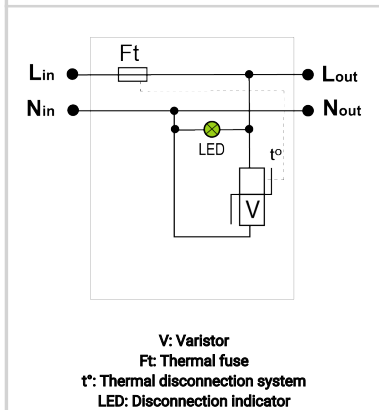 Ft
Lin Lout
Nin Nout
LED
t°
V
V: Varistor
Ft: Thermal fuse
t°: Thermal disconnection system
LED: Disconnection indicator